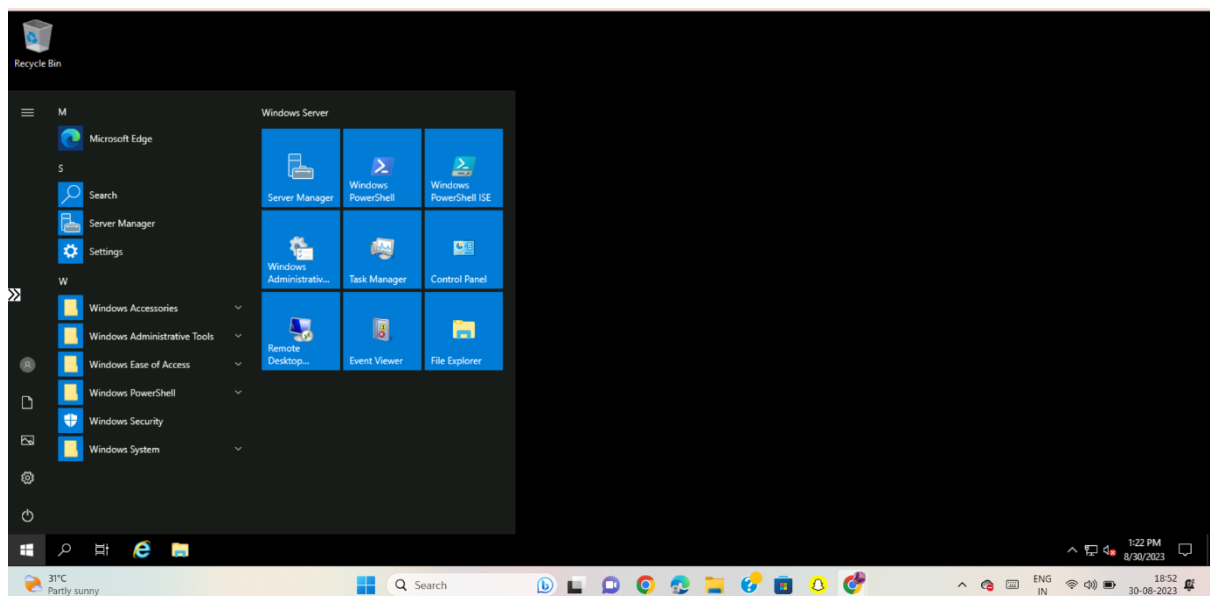 Recycle Bin
M
Microsoft Edge
S
Search
Server Manager
Settings
W
Windows Accessories
Windows Administrative Tools
Windows Ease of Access
Windows PowerShell
Windows Security
Windows System
Windows Server
Server Manager
Windows
PowerShell
Windows
PowerShell ISE
Windows
Administrativ...
Task Manager
Control Panel
Remote
Desktop...
Event Viewer
File Explorer
1:22 PM
8/30/2023
31°C
Partly sunny
Search
ENG
IN
18:52
30-08-2023